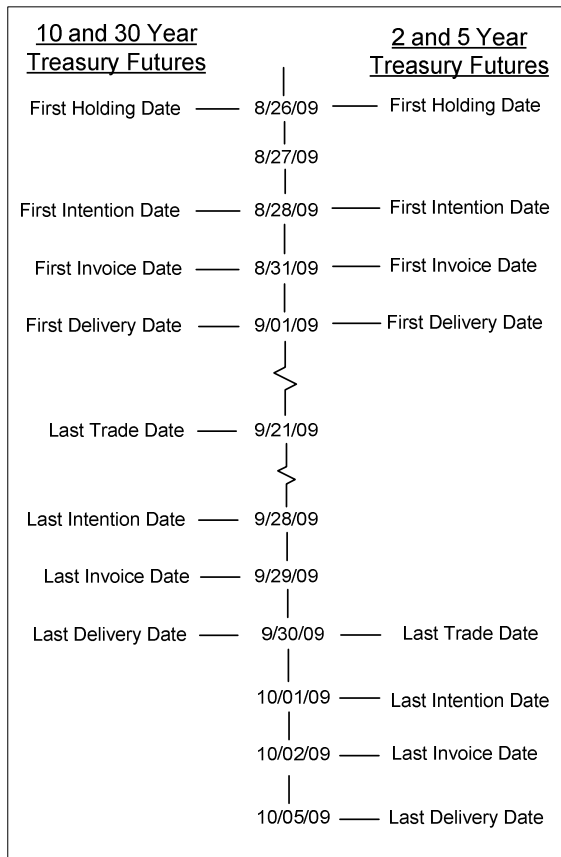 10 and 30 Year
Treasury Futures
2 and 5 Year
Treasury Futures
First Holding Date 8/26/09 First Holding Date
8/27/09
First Intention Date 8/28/09 First Intention Date
First Invoice Date 8/31/09 First Invoice Date
First Delivery Date 9/01/09 First Delivery Date
Last Trade Date 9/21/09
Last Intention Date 9/28/09
Last Invoice Date 9/29/09
Last Delivery Date 9/30/09 Last Trade Date
10/01/09 Last Intention Date
10/02/09 Last Invoice Date
10/05/09 Last Delivery Date